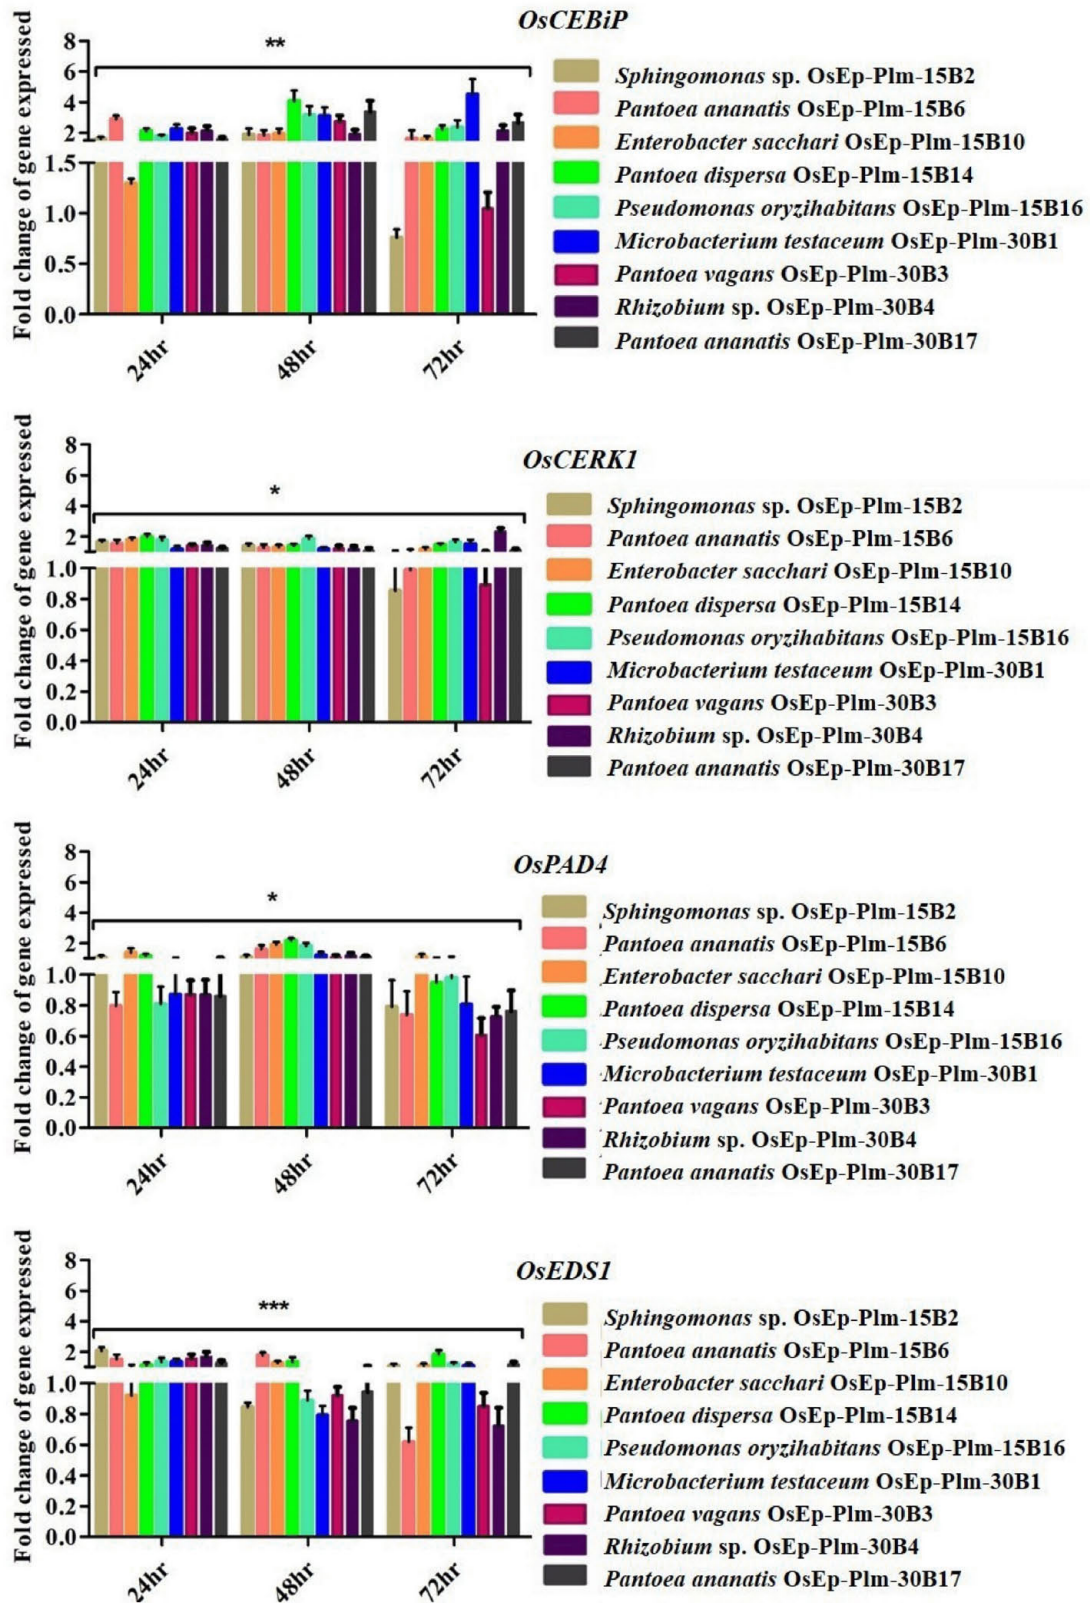 OsCEBiP
Fold change of gene expressed
8
6
4
2
1.5
1.0
0.5
0.0
**
24hr
48hr
72hr
Sphingomonas sp. OsEp-Plm-15B2
Pantoea ananatis OsEp-Plm-15B6
Enterobacter sacchari OsEp-Plm-15B10
Pantoea dispersa OsEp-Plm-15B14
Pseudomonas oryzihabitans OsEp-Plm-15B16
Microbacterium testaceum OsEp-Plm-30B1
Pantoea vagans OsEp-Plm-30B3
Rhizobium sp. OsEp-Plm-30B4
Pantoea ananatis OsEp-Plm-30B17
OsCERK1
Fold change of gene expressed
8
6
4
2
1.0
0.8
0.6
0.4
0.2
0.0
*
24hr
48hr
72hr
Sphingomonas sp. OsEp-Plm-15B2
Pantoea ananatis OsEp-Plm-15B6
Enterobacter sacchari OsEp-Plm-15B10
Pantoea dispersa OsEp-Plm-15B14
Pseudomonas oryzihabitans OsEp-Plm-15B16
Microbacterium testaceum OsEp-Plm-30B1
Pantoea vagans OsEp-Plm-30B3
Rhizobium sp. OsEp-Plm-30B4
Pantoea ananatis OsEp-Plm-30B17
OsPAD4
Fold change of gene expressed
8
6
4
2
1.0
0.8
0.6
0.4
0.2
0.0
*
24hr
48hr
72hr
Sphingomonas sp. OsEp-Plm-15B2
Pantoea ananatis OsEp-Plm-15B6
Enterobacter sacchari OsEp-Plm-15B10
Pantoea dispersa OsEp-Plm-15B14
Pseudomonas oryzihabitans OsEp-Plm-15B16
Microbacterium testaceum OsEp-Plm-30B1
Pantoea vagans OsEp-Plm-30B3
Rhizobium sp. OsEp-Plm-30B4
Pantoea ananatis OsEp-Plm-30B17
OsEDS1
Fold change of gene expressed
8
6
4
2
1.0
0.8
0.6
0.4
0.2
0.0
***
24hr
48hr
72hr
Sphingomonas sp. OsEp-Plm-15B2
Pantoea ananatis OsEp-Plm-15B6
Enterobacter sacchari OsEp-Plm-15B10
Pantoea dispersa OsEp-Plm-15B14
Pseudomonas oryzihabitans OsEp-Plm-15B16
Microbacterium testaceum OsEp-Plm-30B1
Pantoea vagans OsEp-Plm-30B3
Rhizobium sp. OsEp-Plm-30B4
Pantoea ananatis OsEp-Plm-30B17